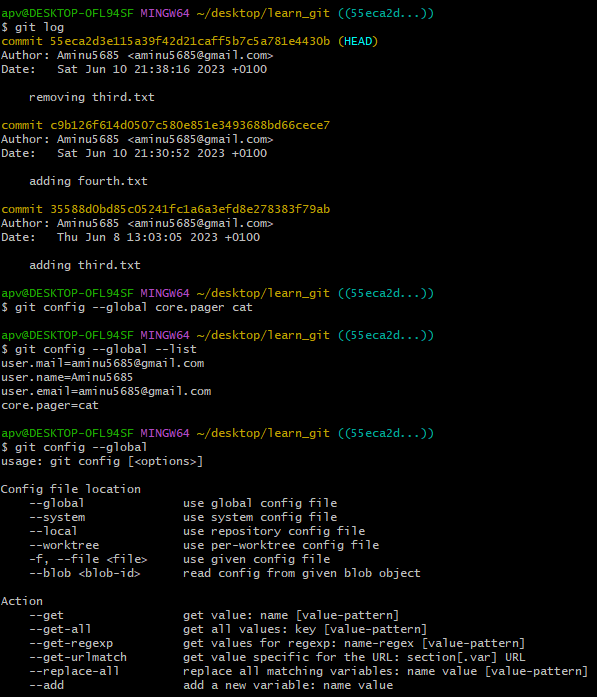 apv@DESKTOP-OFL94SF MINGW64 ~/desktop/learn_git ((55eca2d...))
$ git log
commit 55eca2d3e115a39f42d21caff5b7c5a781e4430b (HEAD)
Author: Aminu5685 <aminu5685@gmail.com>
Date:   Sat Jun 10 21:38:16 2023 +0100

    removing third.txt

commit c9b126f614d0507c580e851e3493688bd66cece7
Author: Aminu5685 <aminu5685@gmail.com>
Date:   Sat Jun 10 21:30:52 2023 +0100

    adding fourth.txt

commit 35588d0bd85c05241fc1a6a3efd8e278383f79ab
Author: Aminu5685 <aminu5685@gmail.com>
Date:   Thu Jun 8 13:03:05 2023 +0100

    adding third.txt

apv@DESKTOP-OFL94SF MINGW64 ~/desktop/learn_git ((55eca2d...))
$ git config --global core.pager cat

apv@DESKTOP-OFL94SF MINGW64 ~/desktop/learn_git ((55eca2d...))
$ git config --global --list
user.mail=aminu5685@gmail.com
user.name=Aminu5685
user.email=aminu5685@gmail.com
core.pager=cat

apv@DESKTOP-OFL94SF MINGW64 ~/desktop/learn_git ((55eca2d...))
$ git config --global
usage: git config [<options>]

Config file location
    --global              use global config file
    --system              use system config file
    --local               use repository config file
    --worktree            use per-worktree config file
    -f, --file <file>     use given config file
    --blob <blob-id>      read config from given blob object

Action
    --get                 get value: name [value-pattern]
    --get-all             get all values: key [value-pattern]
    --get-regexp          get values for regexp: name-regex [value-pattern]
    --get-urlmatch        get value specific for the URL: section[.var] URL
    --replace-all         replace all matching variables: name value [value-pattern]
    --add                 add a new variable: name value